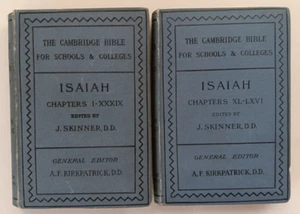 THE CAMBRIDGE BIBLE
FOR SCHOOLS & COLLEGES
ISAIAH
CHAPTERS I-XXXIX
EDITED BY
J. SKINNER, D.D.
GENERAL EDITOR
A.F. KIRKPATRICK, D.D.
THE CAMBRIDGE BIBLE
FOR SCHOOLS & COLLEGES
ISAIAH
CHAPTERS XL-LXVI
EDITED BY
J. SKINNER, D.D.
GENERAL EDITOR
A.F. KIRKPATRICK, D.D.